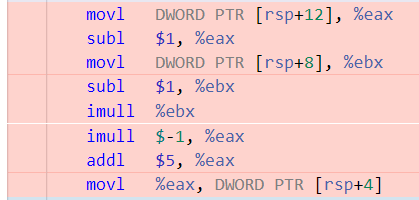 movl DWORD PTR [rsp+12], %eax
subl $1, %eax
movl DWORD PTR [rsp+8], %ebx
subl $1, %ebx
imull %ebx
imull $-1, %eax
addl $5, %eax
movl %eax, DWORD PTR [rsp+4]